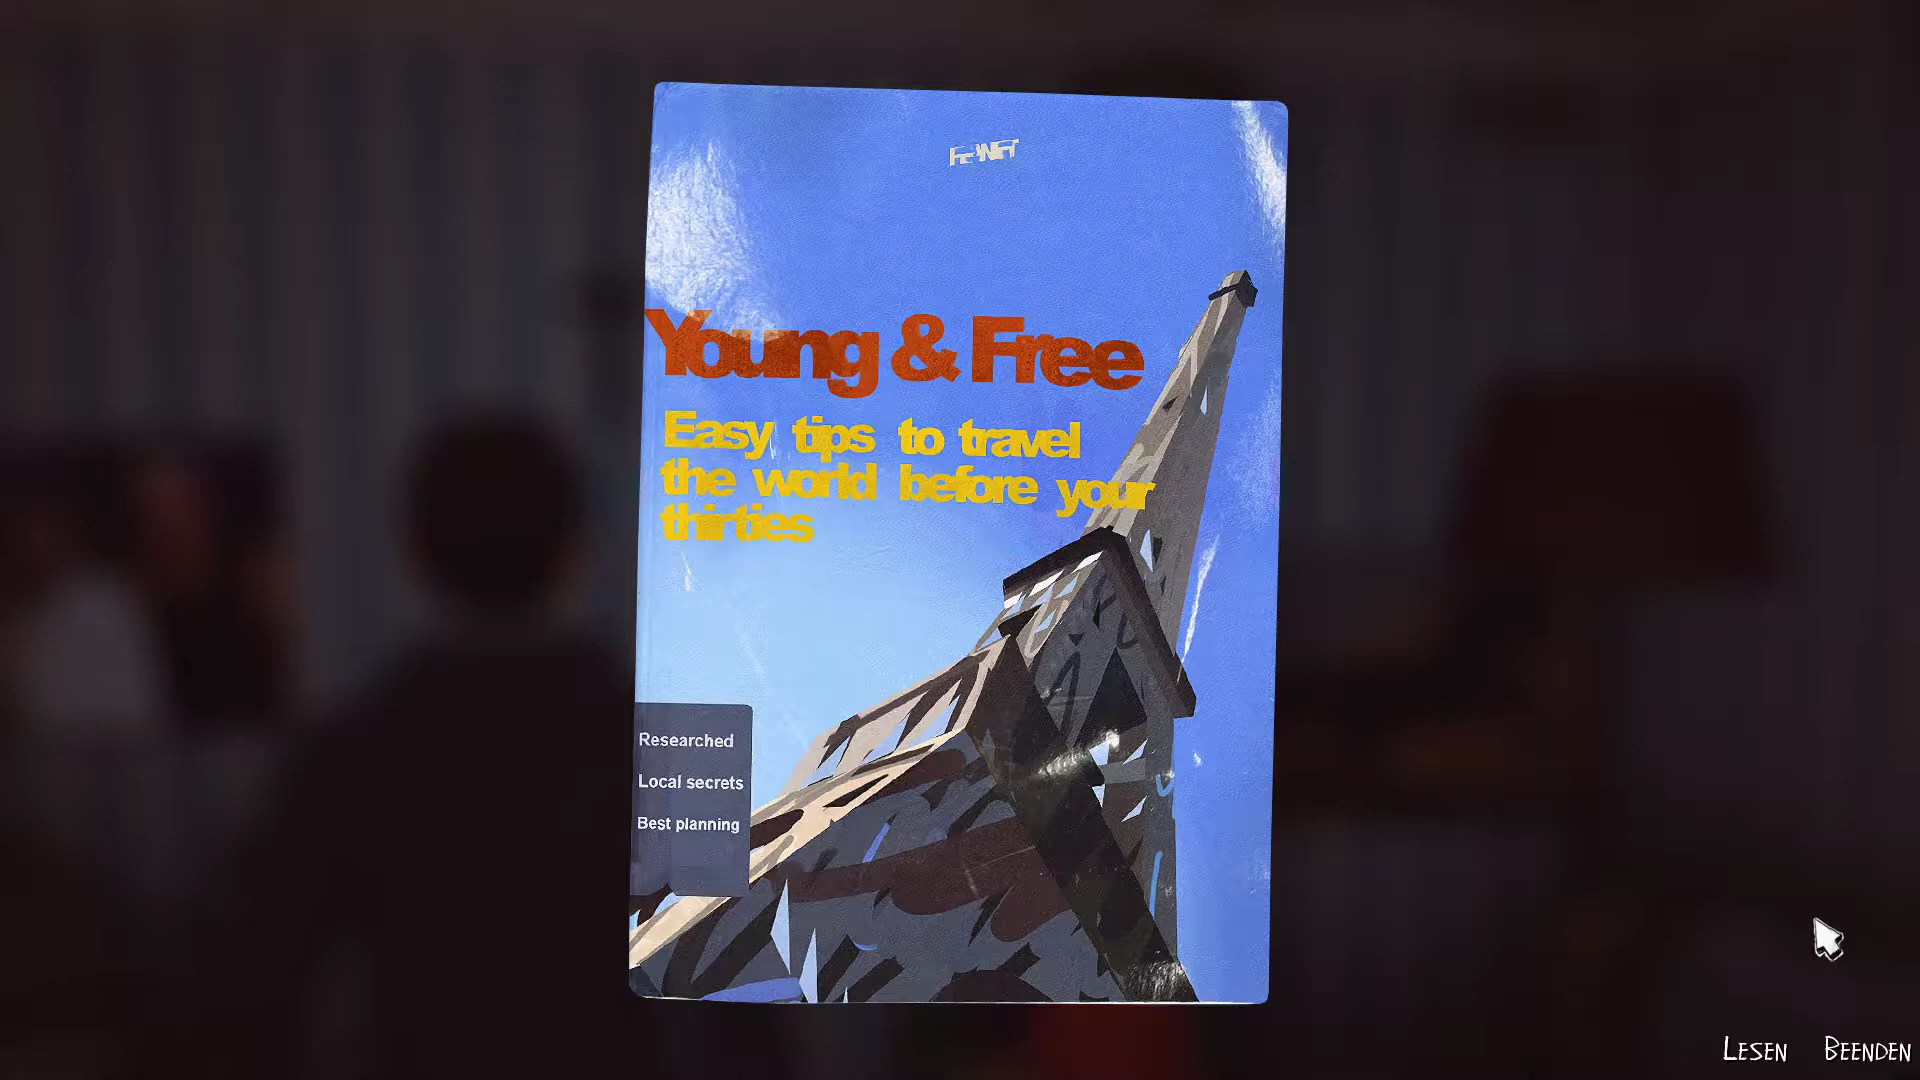 Young & Free
Easy tips to travel
the world before your
thirties
Researched
Local secrets
Best planning
LESEN BEENDEN